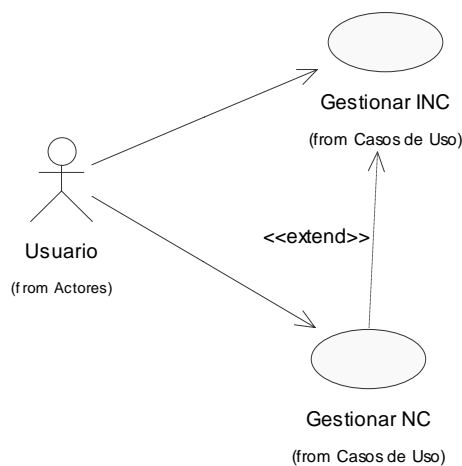 Gestionar INC
(from Casos de Uso)
Usuario
(from Actores)
<<extend>>
Gestionar NC
(from Casos de Uso)